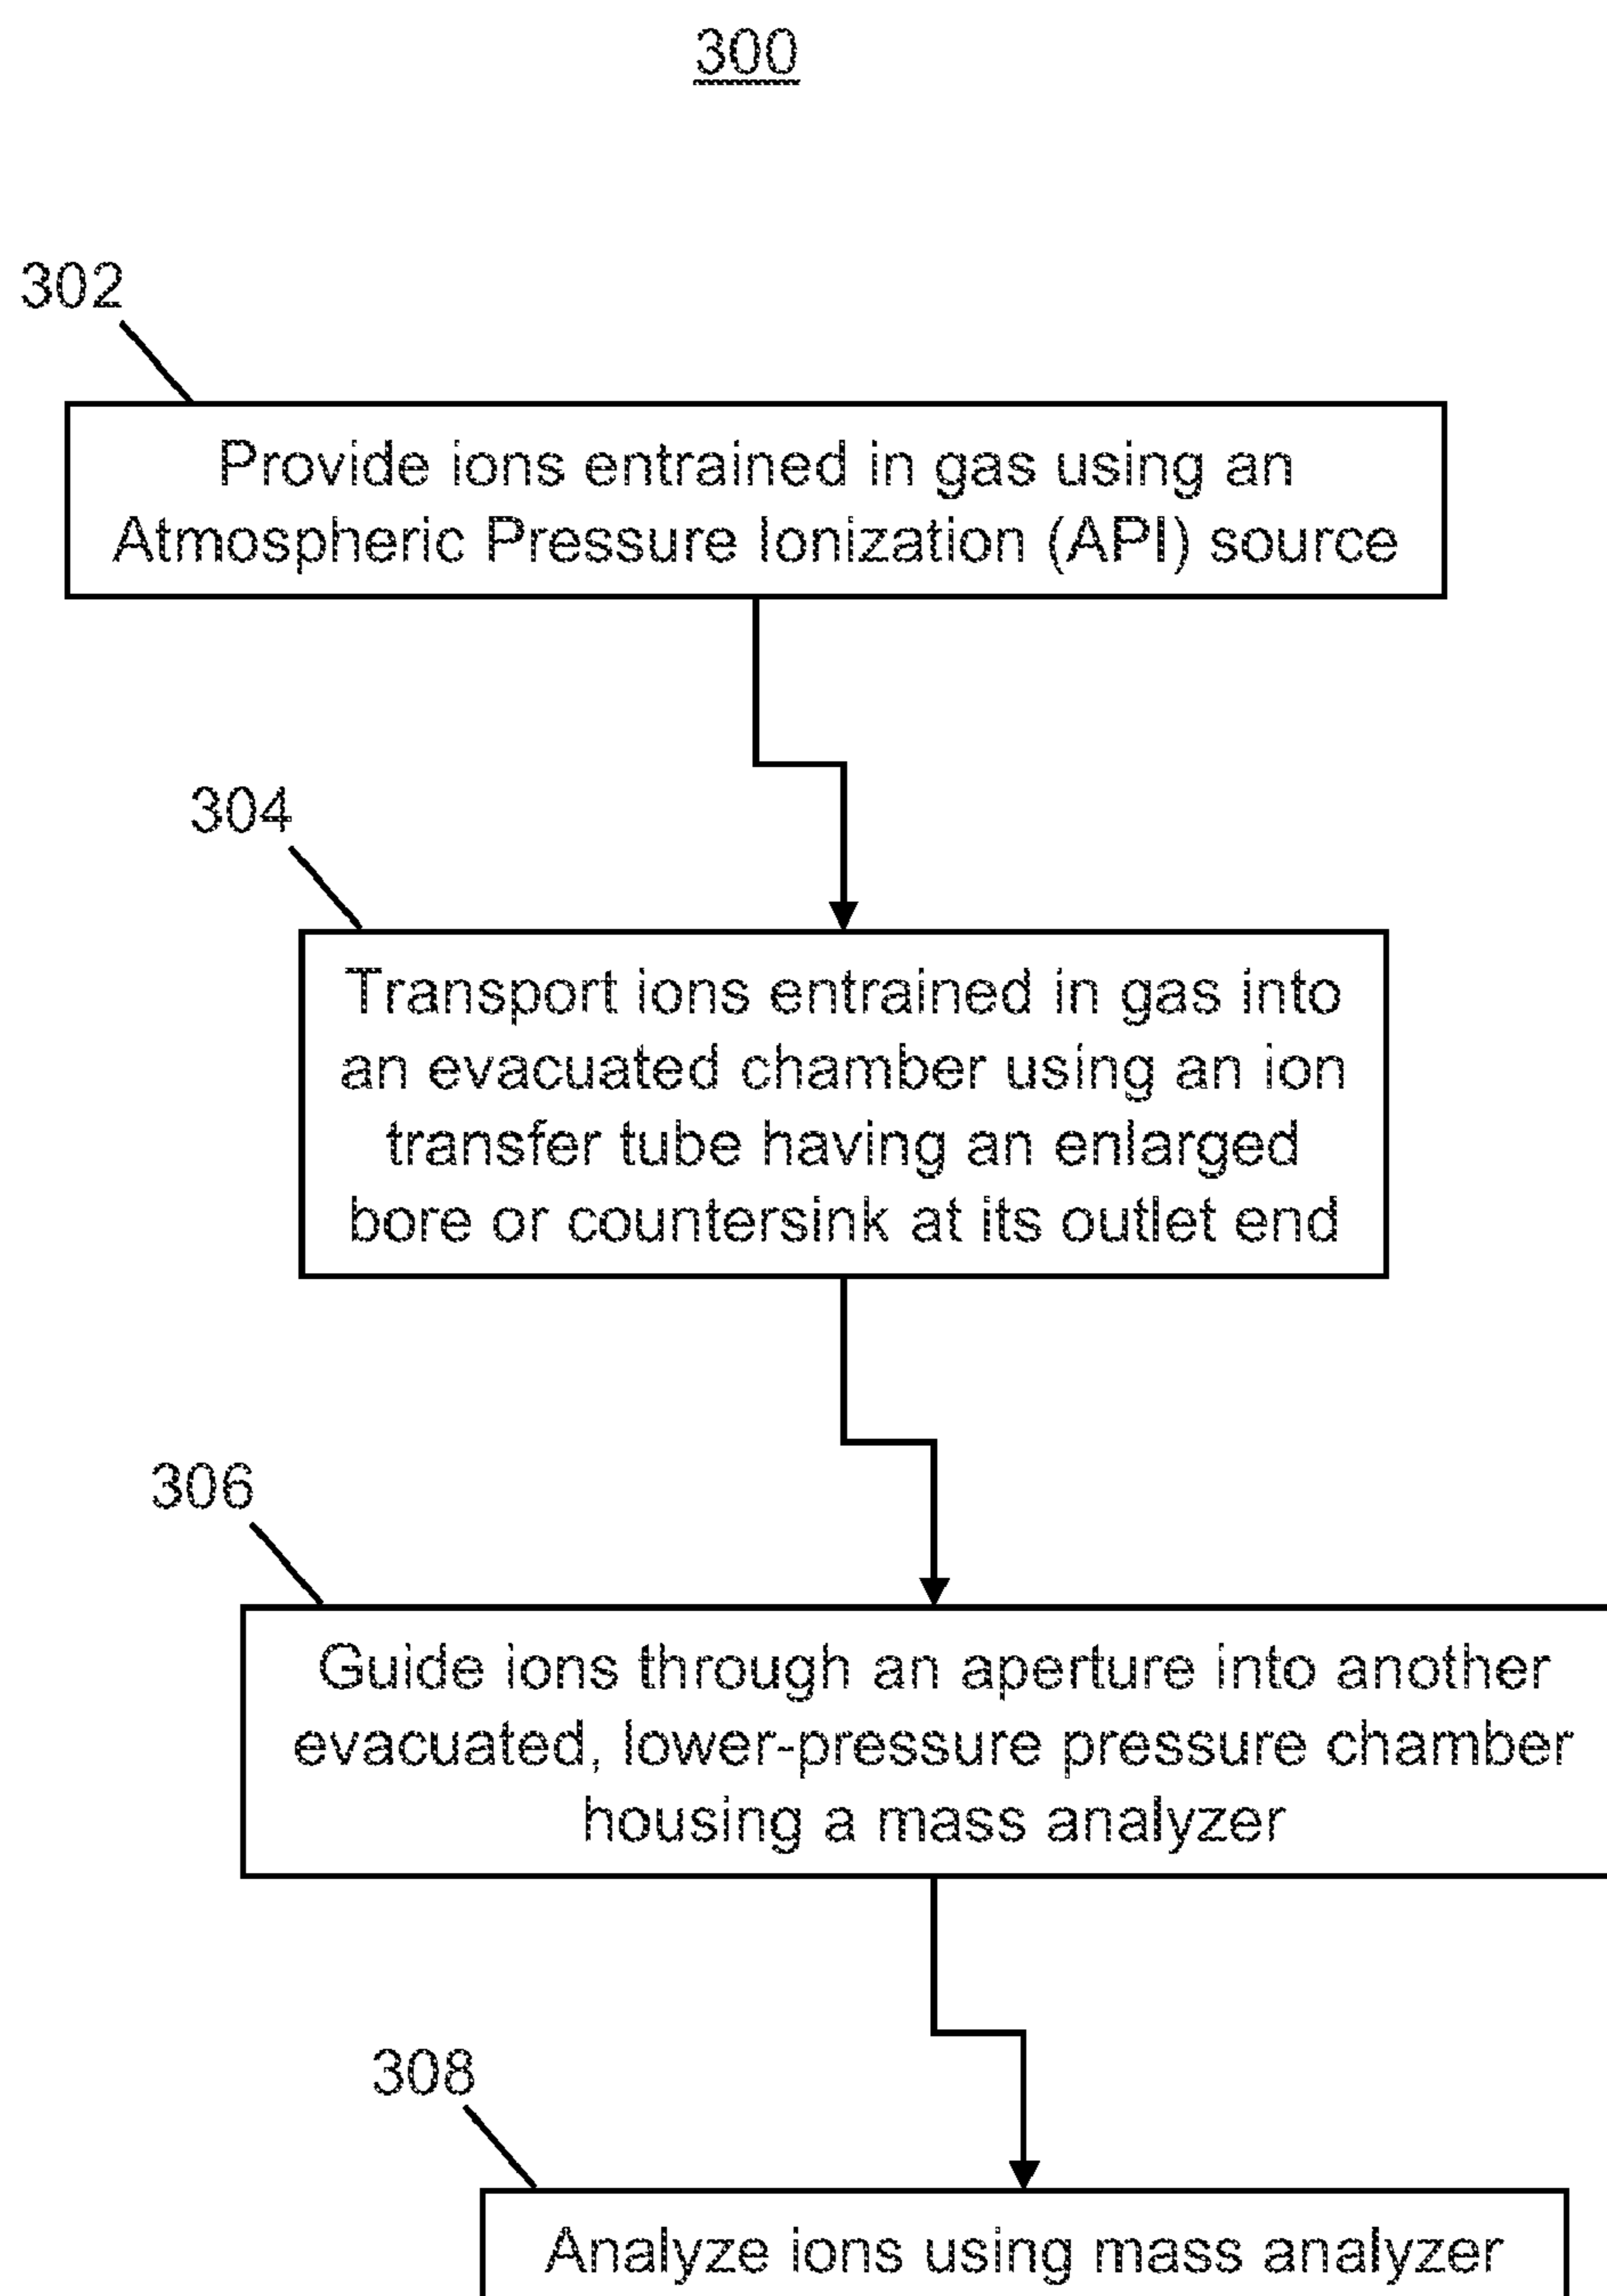 300
302
Provide ions entrained in gas using an
Atmospheric Pressure Ionization (API) source
304
Transport ions entrained in gas into
an evacuated chamber using an ion
transfer tube having an enlarged
bore or countersink at its outlet end
306
Guide ions through an aperture into another
evacuated, lower-pressure pressure chamber
housing a mass analyzer
308
Analyze ions using mass analyzer